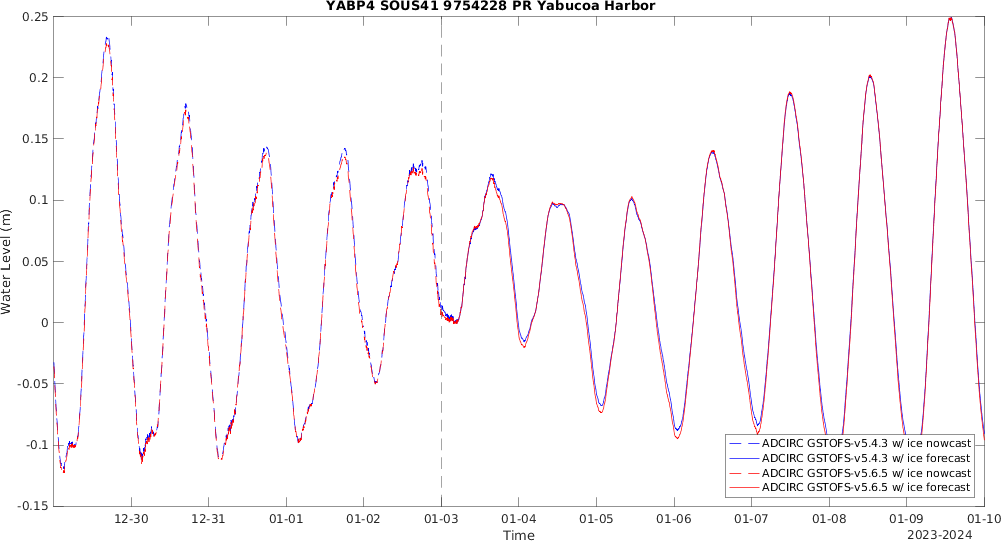 YABP4 SOUS41 9754228 PR Yabucoa Harbor
0.25
0.2
0.15
0.1
0.05
0
-0.05
-0.1
-0.15
Water Level (m)
12-30 12-31 01-01 01-02 01-03 01-04 01-05 01-06 01-07 01-08 01-09 01-10
Time
2023-2024
ADCIRC GSTOFS-v5.4.3 w/ ice nowcast
ADCIRC GSTOFS-v5.4.3 w/ ice forecast
ADCIRC GSTOFS-v5.6.5 w/ ice nowcast
ADCIRC GSTOFS-v5.6.5 w/ ice forecast